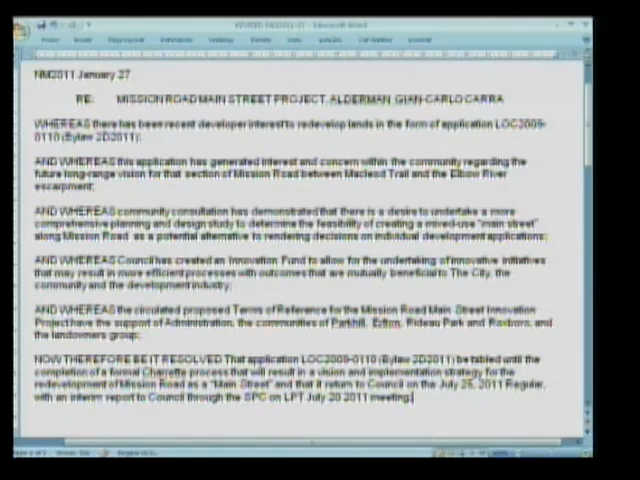 Microsoft Word
NM2011 January 27
RE: MISSION ROAD MAIN STREET PROJECT, ALDERMAN GIAN-CARLO CARRA
WHEREAS there has been recent developer interest to redevelop lands in the form of application LOC2009-
0110 (Bylaw 2D2011);
AND WHEREAS this application has generated interest and concern within the community regarding the
future long-range vision for that section of Mission Road between Macleod Trail and the Elbow River
escarpment;
AND WHEREAS community consultation has demonstrated that there is a desire to undertake a more
comprehensive planning and design study to determine the feasibility of creating a mixed-use "main street"
along Mission Road as a potential alternative to rendering decisions on individual development applications;
AND WHEREAS Council has created an Innovation Fund to allow for the undertaking of innovative initiatives
that may result in more efficient processes with outcomes that are mutually beneficial to The City, the
community and the development industry;
AND WHEREAS the circulated proposed Terms of Reference for the Mission Road Main Street Innovation
Project have the support of Administration, the communities of Parkhill, Erlton, Rideau Park and Roxboro, and
the landowners group;
NOW THEREFORE BE IT RESOLVED That application LOC2009-0110 (Bylaw 2D2011) be tabled until the
completion of a formal Charrette process that will result in a vision and implementation strategy for the
redevelopment of Mission Road as a "Main Street" and that it return to Council on the July 25, 2011 Regular,
with an interim report to Council through the SPC on LPT July 20 2011 meeting.